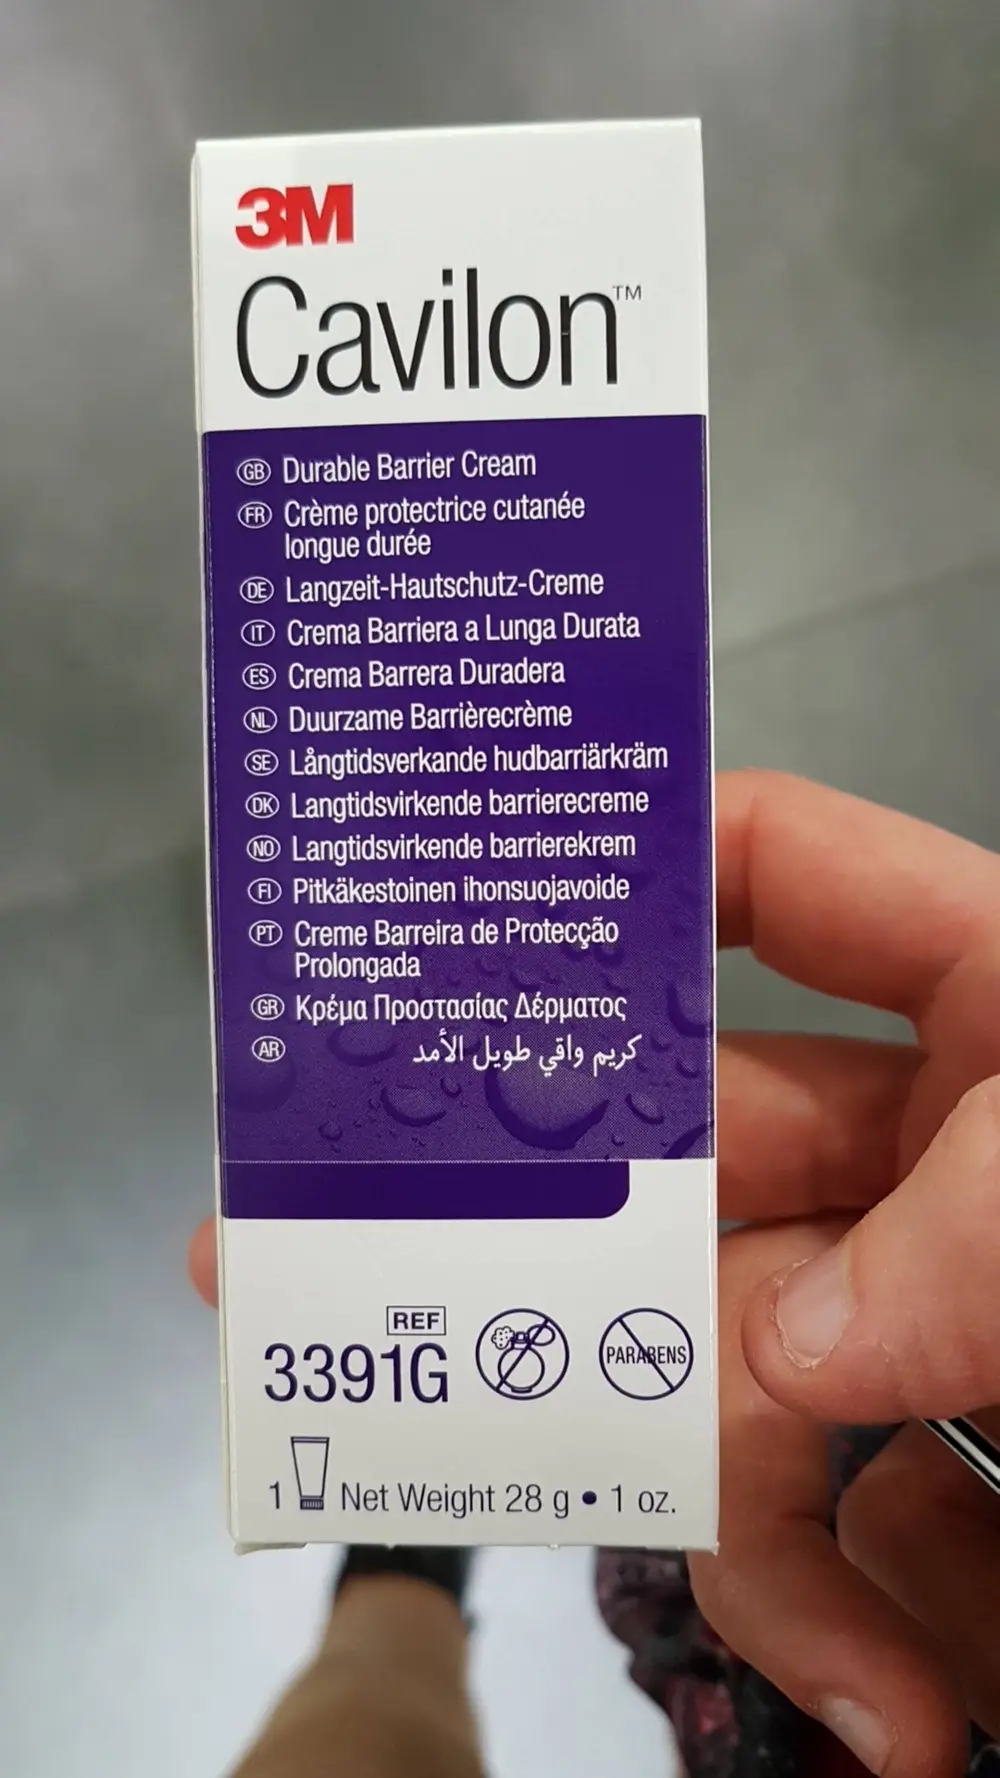 3M
Cavilon™
GB Durable Barrier Cream
FR Crème protectrice cutanée
longue durée
DE Langzeit-Hautschutz-Creme
IT Crema Barriera a Lunga Durata
ES Crema Barrera Duradera
NL Duurzame Barrièrecrème
SE Långtidsverkande hudbarriärkräm
DK Langtidsvirkende barrierecreme
NO Langtidsvirkende barrierekrem
FI Pitkäkestoinen ihonsuojavoide
PT Creme Barreira de Protecção
Prolongada
GR Κρέμα Προστασίας Δέρματος
AR كريم واقي طويل الأمد
REF
3391G
PARABENS
1 Net Weight 28 g • 1 oz.